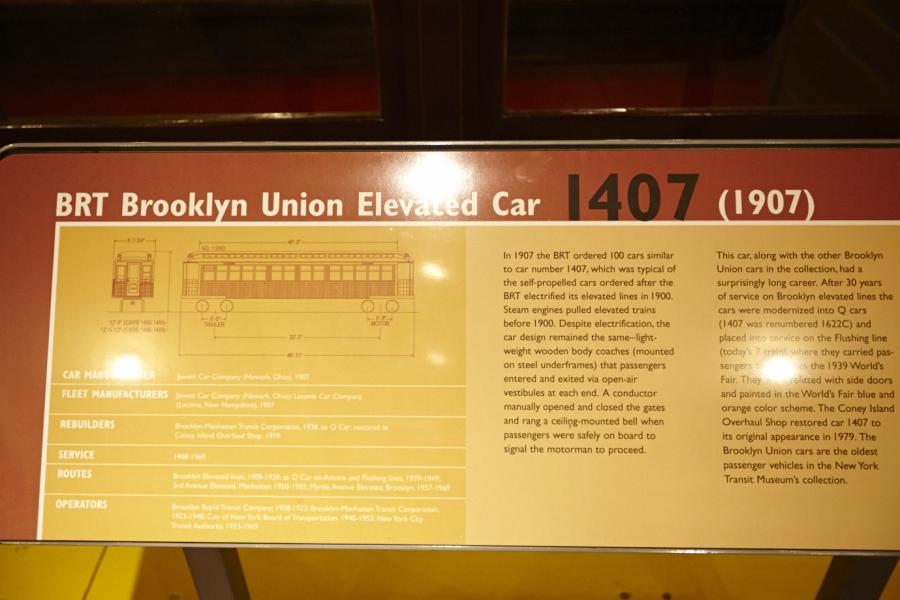 BRT Brooklyn Union Elevated Car 1407 (1907)
NO. 1 END
TRAILER
MOTOR
CAR MANUFACTURER Jewett Car Company (Newark, Ohio), 1907
FLEET MANUFACTURERS Jewett Car Company (Newark, Ohio); Laconia Car Company
(Laconia, New Hampshire), 1907
REBUILDERS Brooklyn-Manhattan Transit Corporation, 1938, as Q Car; restored at
Coney Island Overhaul Shop, 1979
SERVICE 1908-1969
ROUTES Brooklyn Elevated lines, 1908-1938; as Q Car on Astoria and Flushing lines, 1939-1949;
3rd Avenue Elevated, Manhattan, 1950-1955; Myrtle Avenue Elevated, Brooklyn, 1957-1969
OPERATORS Brooklyn Rapid Transit Company, 1908-1923; Brooklyn-Manhattan Transit Corporation,
1923-1940; City of New York Board of Transportation, 1940-1953; New York City
Transit Authority, 1953-1969
In 1907 the BRT ordered 100 cars similar
to car number 1407, which was typical of
the self-propelled cars ordered after the
BRT electrified its elevated lines in 1900.
Steam engines pulled elevated trains
before 1900. Despite electrification, the
car design remained the same–light-
weight wooden body coaches (mounted
on steel underframes) that passengers
entered and exited via open-air
vestibules at each end. A conductor
manually opened and closed the gates
and rang a ceiling-mounted bell when
passengers were safely on board to
signal the motorman to proceed.
This car, along with the other Brooklyn
Union cars in the collection, had a
surprisingly long career. After 30 years
of service on Brooklyn elevated lines the
cars were modernized into Q cars
(1407 was renumbered 1622C) and
placed into service on the Flushing line
(today's 7 train) where they carried pas-
sengers the 1939 World's
Fair. They refitted with side doors
and painted in the World's Fair blue and
orange color scheme. The Coney Island
Overhaul Shop restored car 1407 to
its original appearance in 1979. The
Brooklyn Union cars are the oldest
passenger vehicles in the New York
Transit Museum's collection.